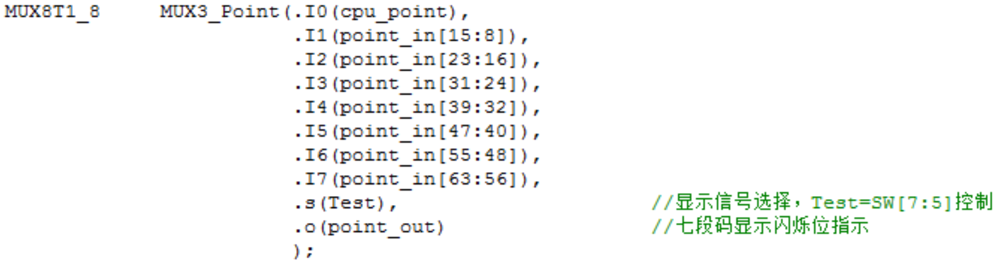 MUX8T1_8 MUX3_Point(.I0(cpu_point),
.I1(point_in[15:8]),
.I2(point_in[23:16]),
.I3(point_in[31:24]),
.I4(point_in[39:32]),
.I5(point_in[47:40]),
.I6(point_in[55:48]),
.I7(point_in[63:56]),
.s(Test), //显示信号选择，Test=SW[7:5]控制
.o(point_out) //七段码显示闪烁位指示
);